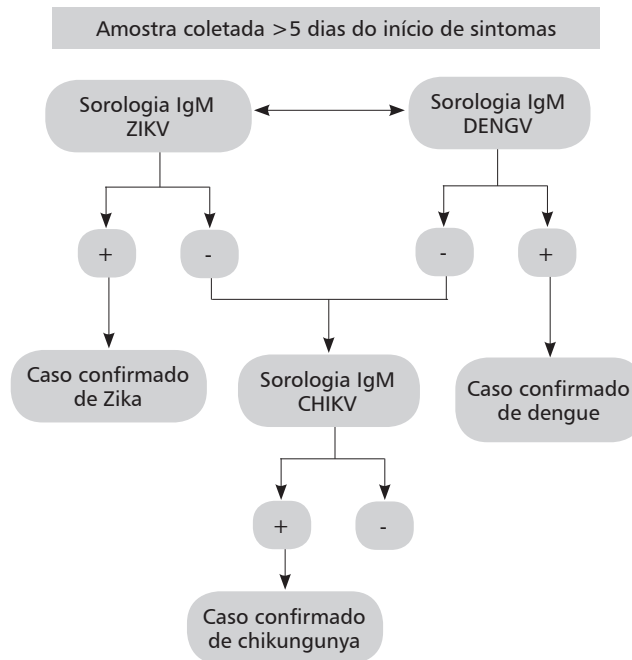 Amostra coletada >5 dias do início de sintomas
Sorologia IgM
ZIKV
Sorologia IgM
DENGV
+
-
-
+
Caso confirmado
de Zika
Sorologia IgM
CHIKV
Caso confirmado
de dengue
+
-
Caso confirmado
de chikungunya